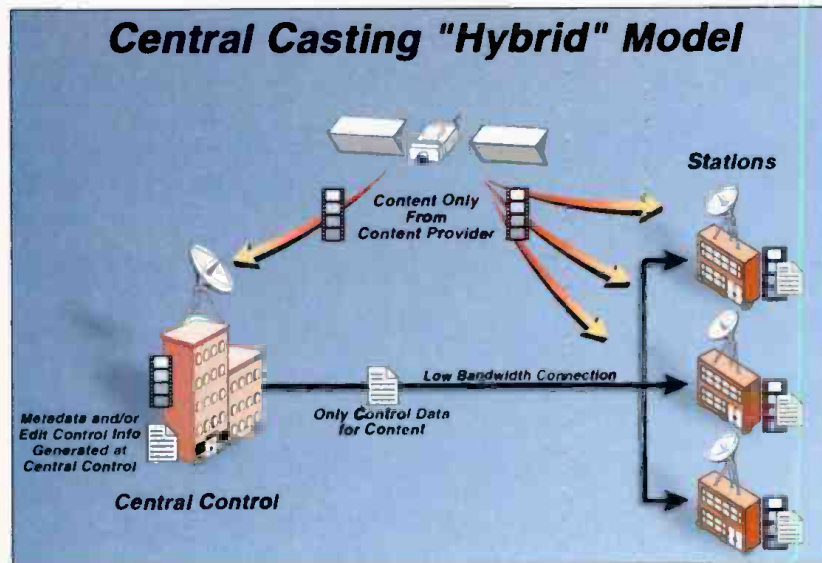 Central Casting "Hybrid" Model
Stations
Content Only
From
Content Provider
Low Bandwidth Connection
Only Control Data
for Content
Metadata and/or
Edit Control Info
Generated at
Central Control
Central Control